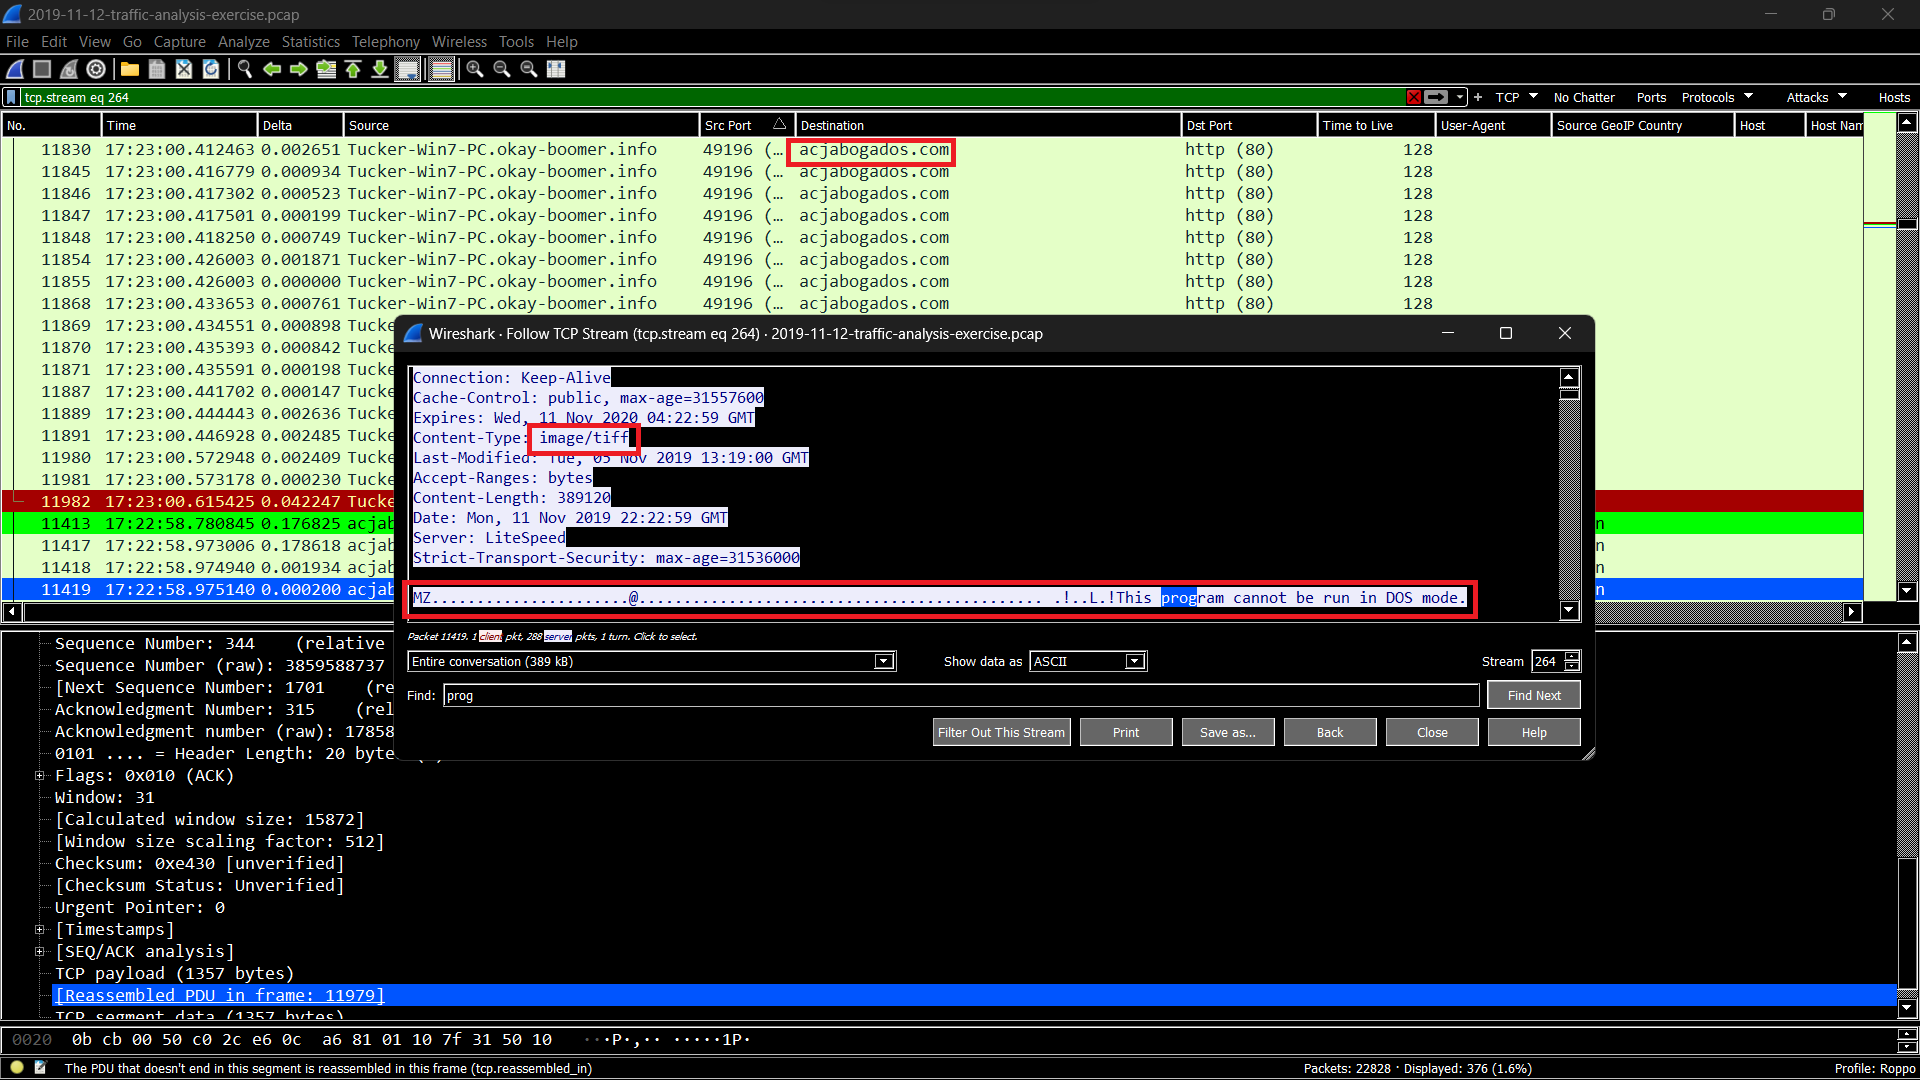 2019-11-12-traffic-analysis-exercise.pcap
File Edit View Go Capture Analyze Statistics Telephony Wireless Tools Help
tcp.stream eq 264 + TCP No Chatter Ports Protocols Attacks Hosts
No. Time Delta Source Src Port Destination Dst Port Time to Live User-Agent Source GeoIP Country Host Host Nam
11830 17:23:00.412463 0.002651 Tucker-Win7-PC.okay-boomer.info 49196 (… acjabogados.com http (80) 128
11845 17:23:00.416779 0.000934 Tucker-Win7-PC.okay-boomer.info 49196 (… acjabogados.com http (80) 128
11846 17:23:00.417302 0.000523 Tucker-Win7-PC.okay-boomer.info 49196 (… acjabogados.com http (80) 128
11847 17:23:00.417501 0.000199 Tucker-Win7-PC.okay-boomer.info 49196 (… acjabogados.com http (80) 128
11848 17:23:00.418250 0.000749 Tucker-Win7-PC.okay-boomer.info 49196 (… acjabogados.com http (80) 128
11854 17:23:00.426003 0.001871 Tucker-Win7-PC.okay-boomer.info 49196 (… acjabogados.com http (80) 128
11855 17:23:00.426003 0.000000 Tucker-Win7-PC.okay-boomer.info 49196 (… acjabogados.com http (80) 128
11868 17:23:00.433653 0.000761 Tucker-Win7-PC.okay-boomer.info 49196 (… acjabogados.com http (80) 128
11869 17:23:00.434551 0.000898 Tucke
11870 17:23:00.435393 0.000842 Tucke
11871 17:23:00.435591 0.000198 Tucke
11887 17:23:00.441702 0.000147 Tucke
11889 17:23:00.444443 0.002636 Tucke
11891 17:23:00.446928 0.002485 Tucke
11980 17:23:00.572948 0.002409 Tucke
11981 17:23:00.573178 0.000230 Tucke
11982 17:23:00.615425 0.042247 Tucke
11413 17:22:58.780845 0.176825 acjab n
11417 17:22:58.973006 0.178618 acjab n
11418 17:22:58.974940 0.001934 acjab n
11419 17:22:58.975140 0.000200 acjab n
Wireshark · Follow TCP Stream (tcp.stream eq 264) · 2019-11-12-traffic-analysis-exercise.pcap
Connection: Keep-Alive
Cache-Control: public, max-age=31557600
Expires: Wed, 11 Nov 2020 04:22:59 GMT
Content-Type: image/tiff
Last-Modified: Tue, 05 Nov 2019 13:19:00 GMT
Accept-Ranges: bytes
Content-Length: 389120
Date: Mon, 11 Nov 2019 22:22:59 GMT
Server: LiteSpeed
Strict-Transport-Security: max-age=31536000
MZ......................@............................................. .!..L.!This program cannot be run in DOS mode.
Packet 11419. 1 client pkt, 288 server pkts, 1 turn. Click to select.
Entire conversation (389 kB) Show data as ASCII Stream 264
Find: prog Find Next
Filter Out This Stream Print Save as... Back Close Help
Sequence Number: 344 (relative
Sequence Number (raw): 3859588737
[Next Sequence Number: 1701 (re
Acknowledgment Number: 315 (rel
Acknowledgment number (raw): 17858
0101 .... = Header Length: 20 byte
Flags: 0x010 (ACK)
Window: 31
[Calculated window size: 15872]
[Window size scaling factor: 512]
Checksum: 0xe430 [unverified]
[Checksum Status: Unverified]
Urgent Pointer: 0
[Timestamps]
[SEQ/ACK analysis]
TCP payload (1357 bytes)
[Reassembled PDU in frame: 11979]
TCP segment data (1357 bytes)
0020 0b cb 00 50 c0 2c e6 0c a6 81 01 10 7f 31 50 10 ···P·,·· ·····1P·
The PDU that doesn't end in this segment is reassembled in this frame (tcp.reassembled_in) Packets: 22828 · Displayed: 376 (1.6%) Profile: Roppo